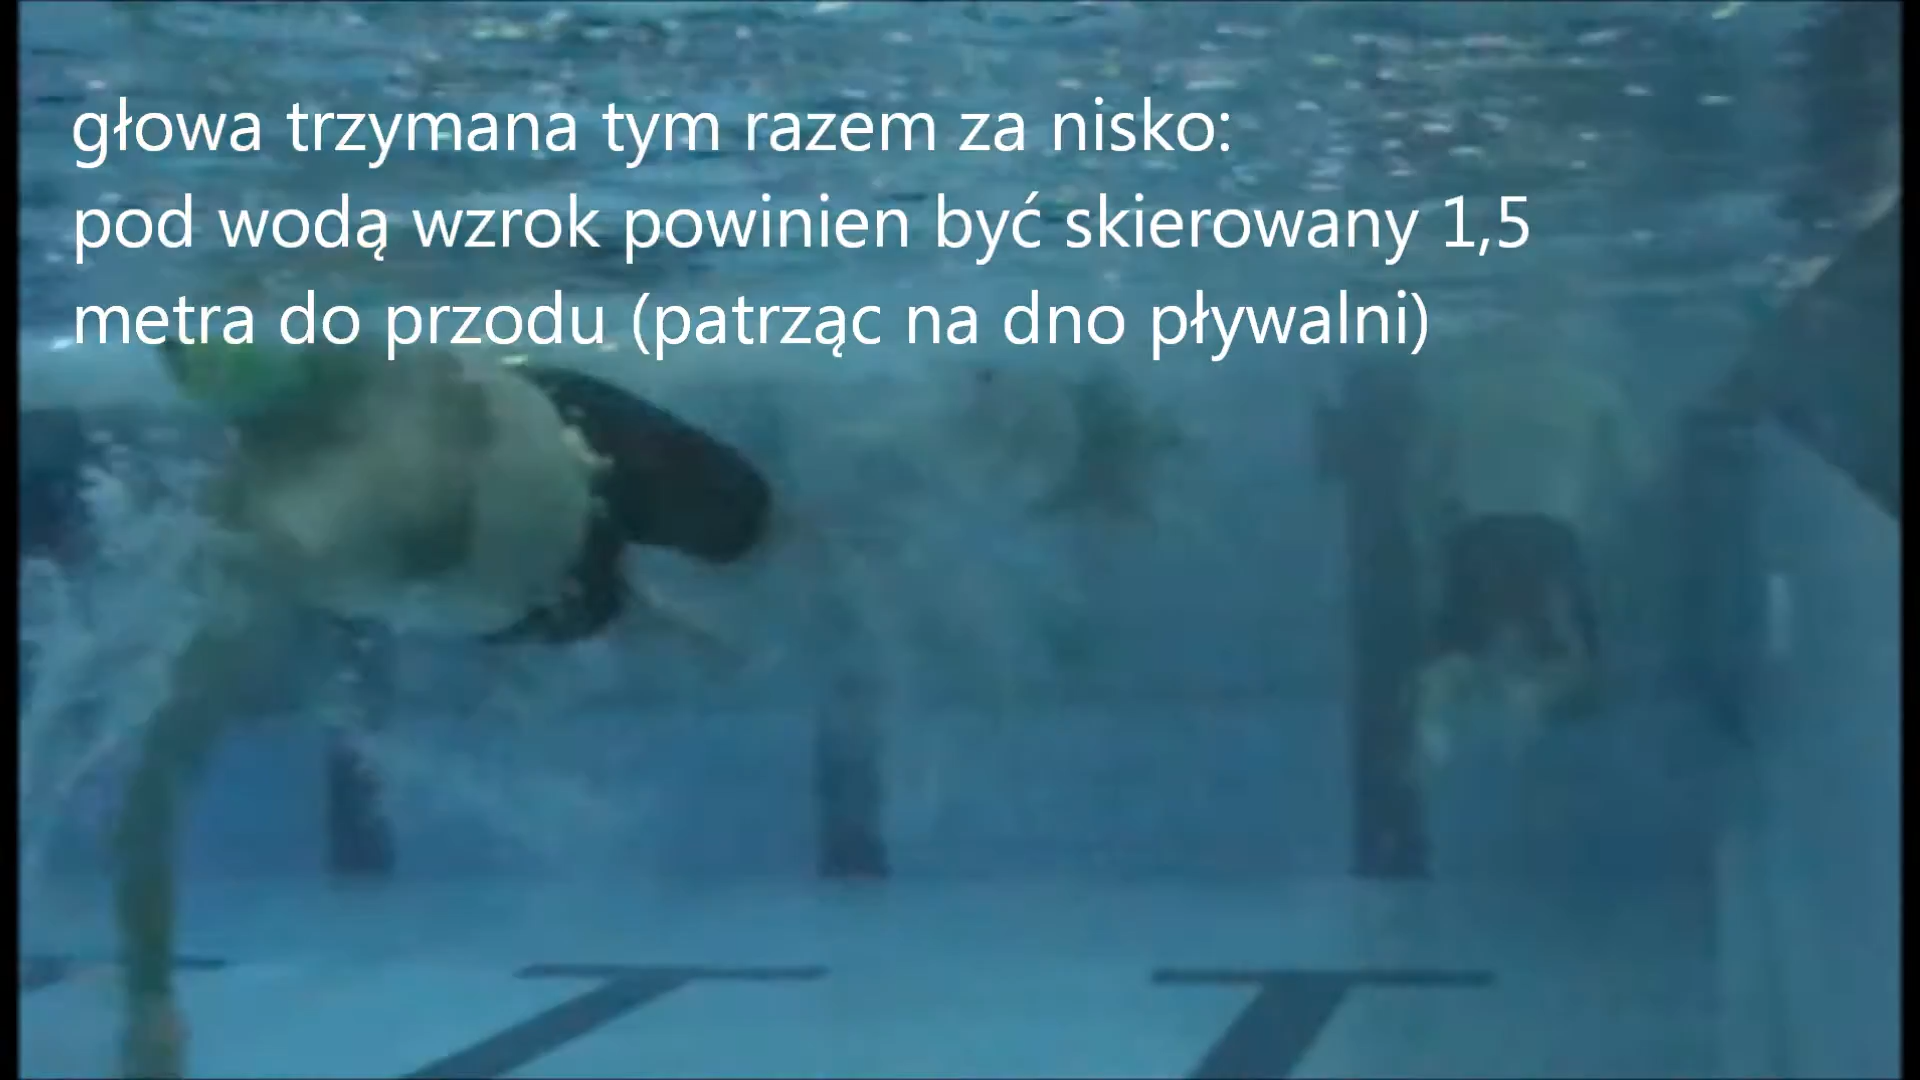 głowa trzymana tym razem za nisko:
pod wodą wzrok powinien być skierowany 1,5
metra do przodu (patrząc na dno pływalni)